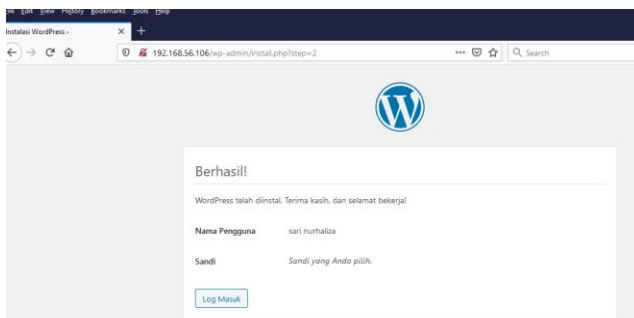 File Edit View History Bookmarks Tools Help
Instalasi WordPress ›
192.168.56.106/wp-admin/install.php?step=2
Search
Berhasil!
WordPress telah diinstal. Terima kasih, dan selamat bekerja!
Nama Pengguna sari nurhaliza
Sandi Sandi yang Anda pilih.
Log Masuk